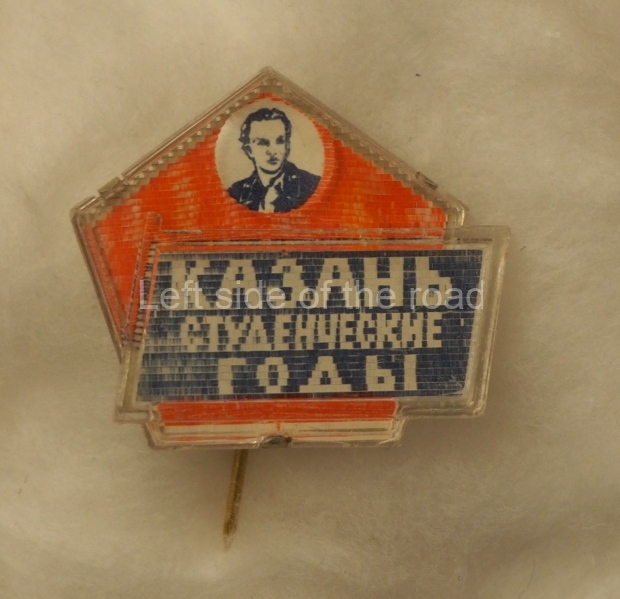 КАЗАНЬ
Left side of the road
СТУДЕНЧЕСКИЕ
ГОДЫ